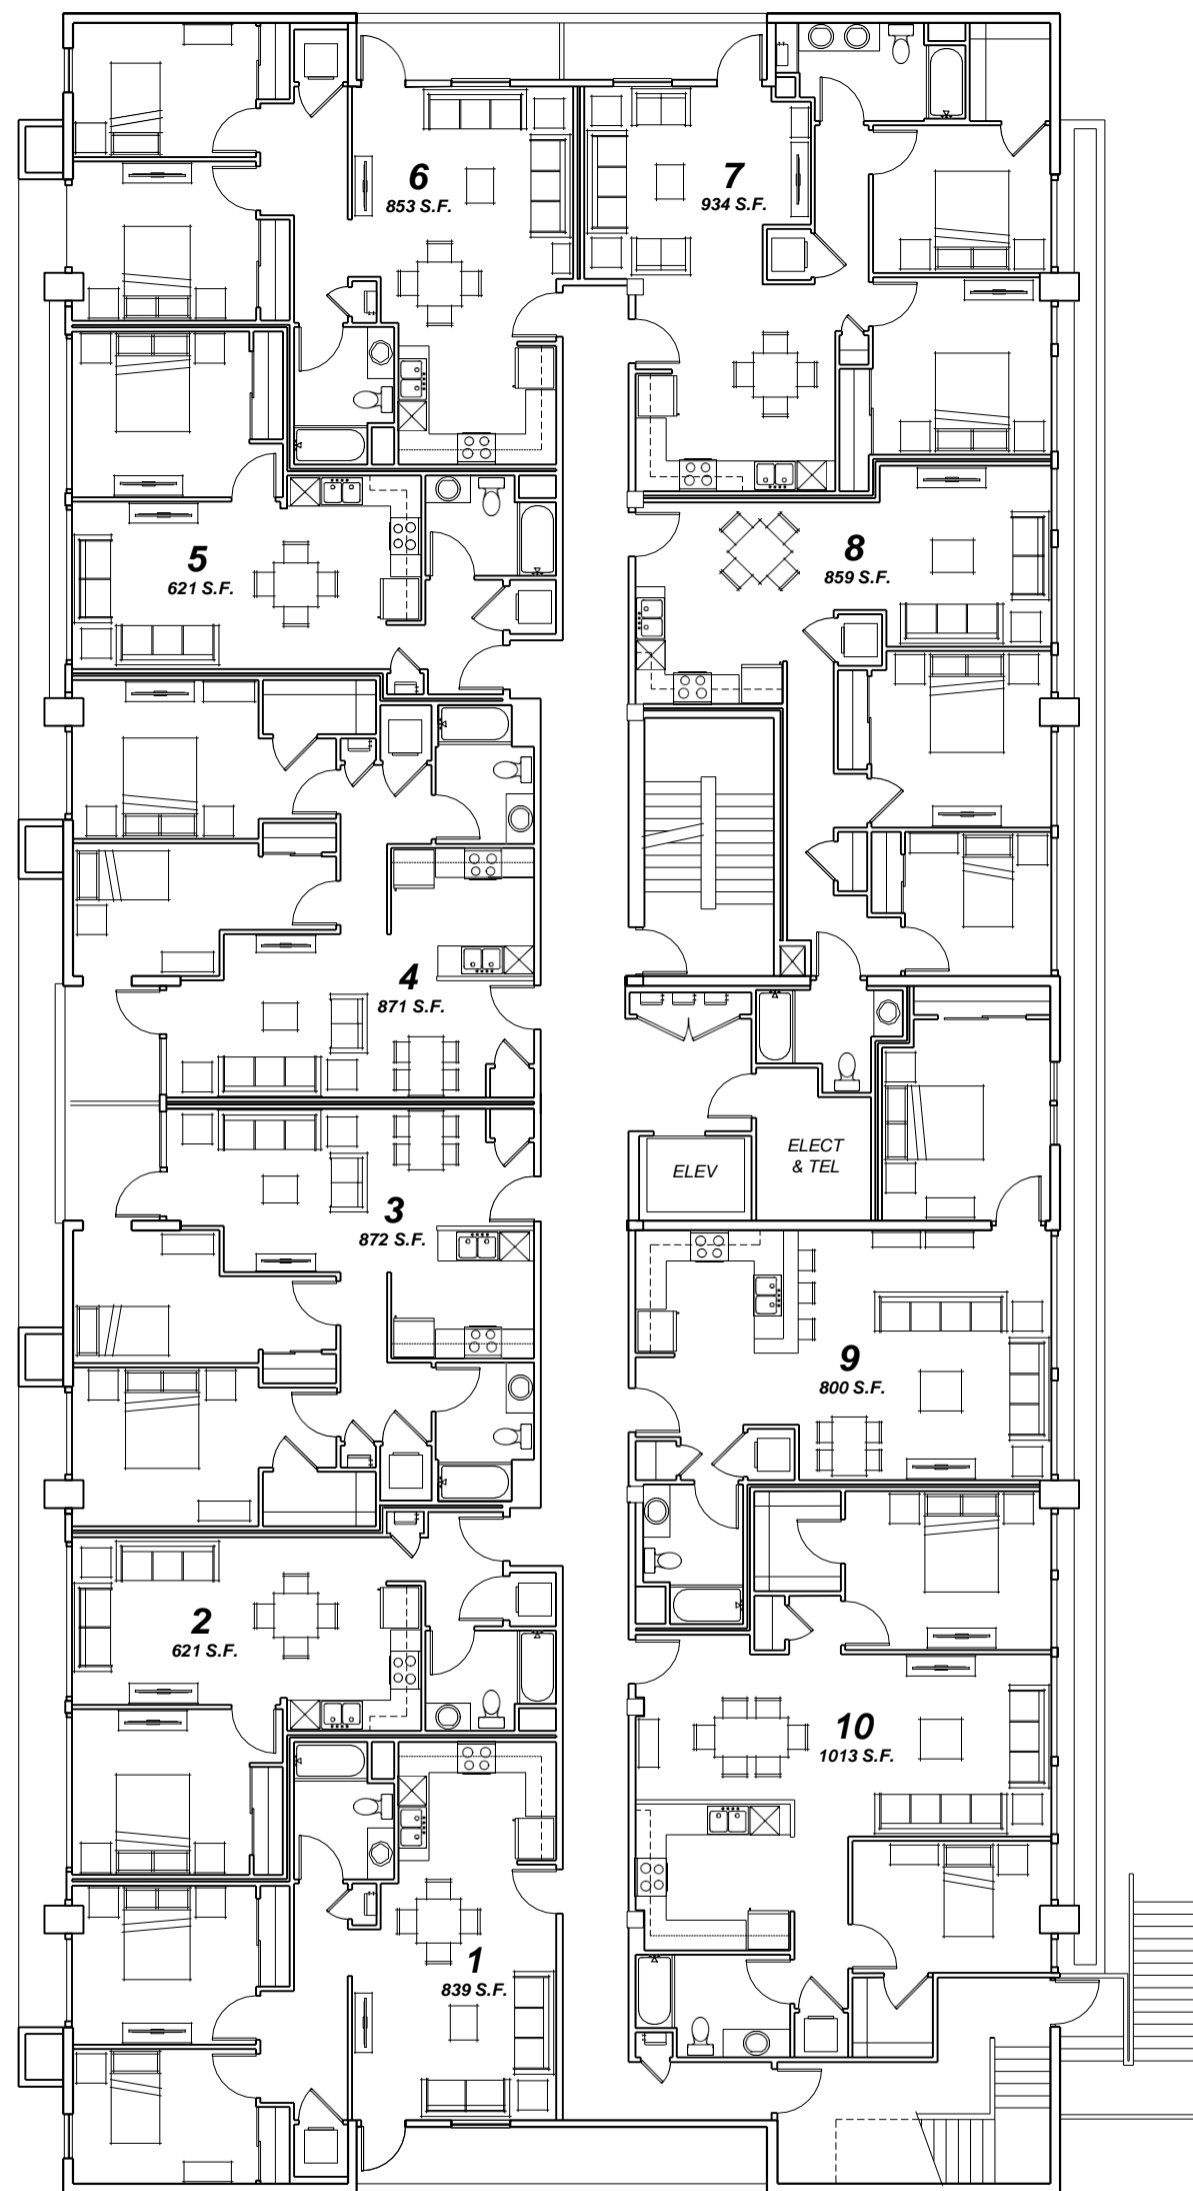 6
853 S.F.
7
934 S.F.
5
621 S.F.
8
859 S.F.
4
871 S.F.
ELECT
& TEL
ELEV
3
872 S.F.
9
800 S.F.
2
621 S.F.
10
1013 S.F.
1
839 S.F.